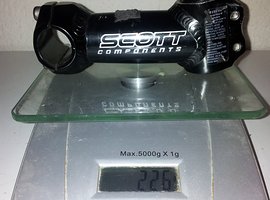 SCOTT
COMPONENTS
Max.:5000g X 1g
226